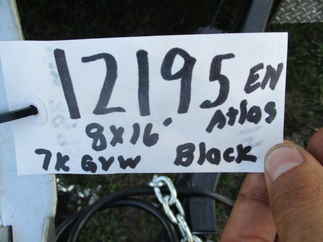 12195 EN
8x16' Atlas
7K GVW Black